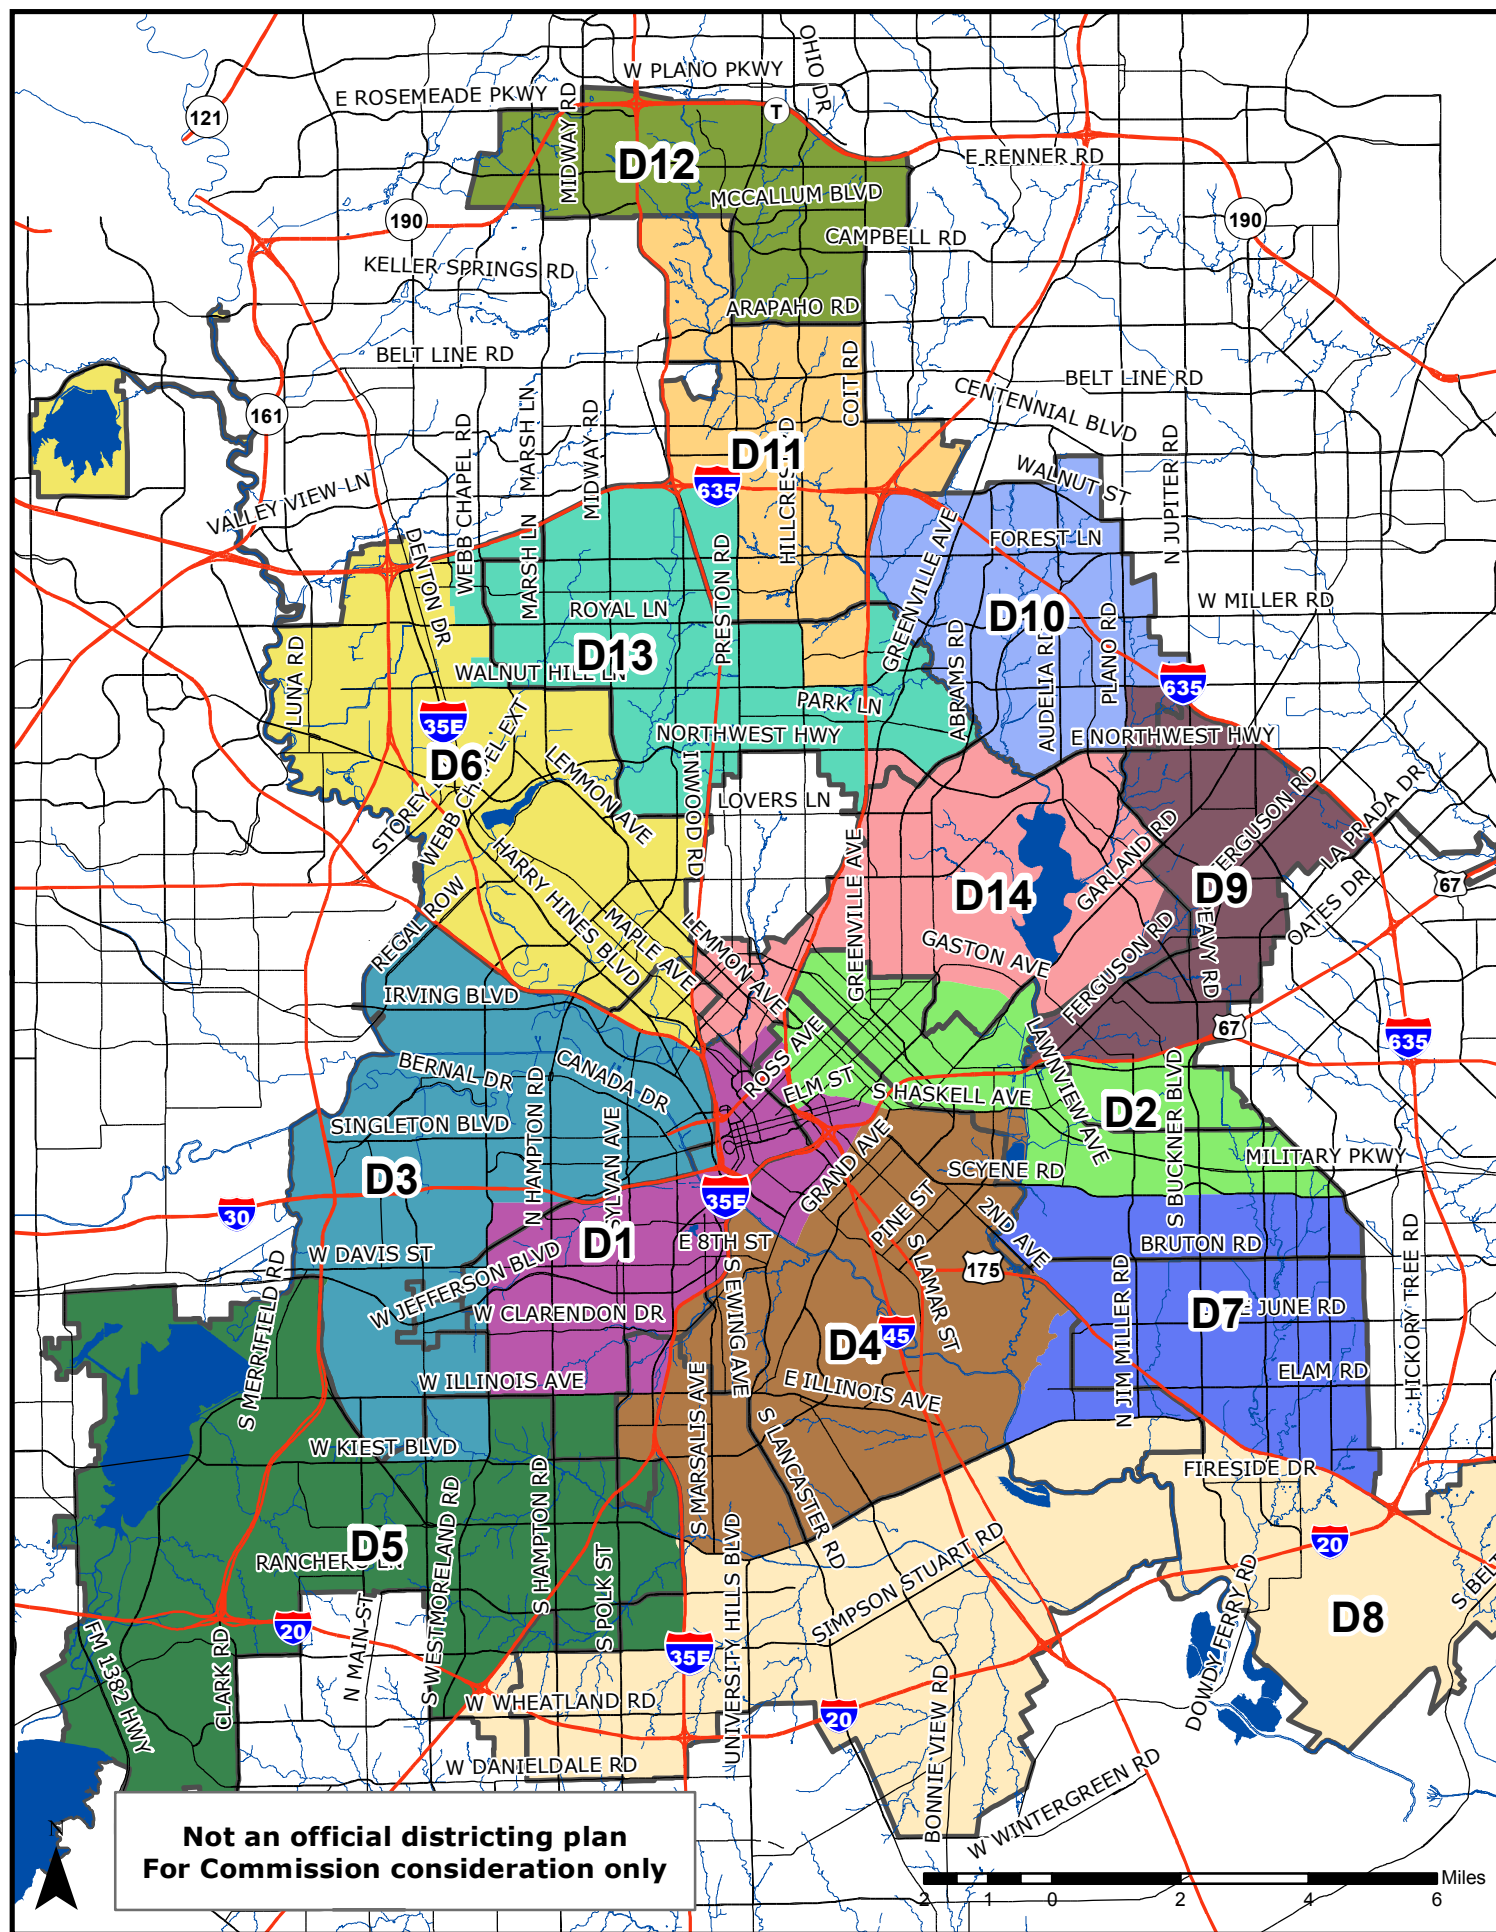 W PLANO PKWY
OHIO DR
E ROSEMEADE PKWY
MIDWAY RD
121
T
E RENNER RD
D12
MCCALLUM BLVD
190
190
CAMPBELL RD
KELLER SPRINGS RD
ARAPAHO RD
BELT LINE RD
COIT RD
BELT LINE RD
CENTENNIAL BLVD
161
WEBB CHAPEL RD
MARSH LN
MARSH LN
MIDWAY RD
D11
HILLCREST RD
WALNUT ST
N JUPITER RD
635
VALLEY VIEW LN
DENTON DR
PRESTON RD
GREENVILLE AVE
FOREST LN
ROYAL LN
D10
W MILLER RD
LUNA RD
D13
WALNUT HILL LN
ABRAMS RD
AUDELIA RD
PLANO RD
635
PARK LN
35E
NORTHWEST HWY
E NORTHWEST HWY
D6
STOREY
WEBB CHAPEL EXT
LEMMON AVE
INWOOD RD
LOVERS LN
FERGUSON RD
LA PRADA DR
GREENVILLE AVE
GARLAND RD
HARRY HINES BLVD
D14
D9
67
REGAL ROW
MAPLE AVE
LEMMON AVE
GASTON AVE
FERGUSON RD
PEAVY RD
OATES DR
IRVING BLVD
67
635
ROSS AVE
BERNAL DR
CANADA DR
ELM ST
S HASKELL AVE
LAWNVIEW AVE
D2
S BUCKNER BLVD
N HAMPTON RD
SINGLETON BLVD
SYLVAN AVE
MILITARY PKWY
D3
GRAND AVE
SCYENE RD
35E
30
PINE ST
2ND AVE
D1
E 8TH ST
W DAVIS ST
BRUTON RD
W JEFFERSON BLVD
S EWING AVE
S LAMAR ST
175
HICKORY TREE RD
S MERRIFIELD RD
W CLARENDON DR
D7
E JUNE RD
D4
45
N JIM MILLER RD
W ILLINOIS AVE
E ILLINOIS AVE
ELAM RD
S MARSALIS AVE
W KIEST BLVD
S LANCASTER RD
FIRESIDE DR
S WESTMORELAND RD
S HAMPTON RD
D5
RANCHERO LN
20
S POLK ST
UNIVERSITY HILLS BLVD
SIMPSON STUART RD
DOWDY FERRY RD
D8
20
N MAIN ST
35E
FM 1382 HWY
CLARK RD
W WHEATLAND RD
20
BONNIE VIEW RD
W DANIELDALE RD
W WINTERGREEN RD
Not an official districting plan
For Commission consideration only
N
Miles
2 1 0 2 4 6